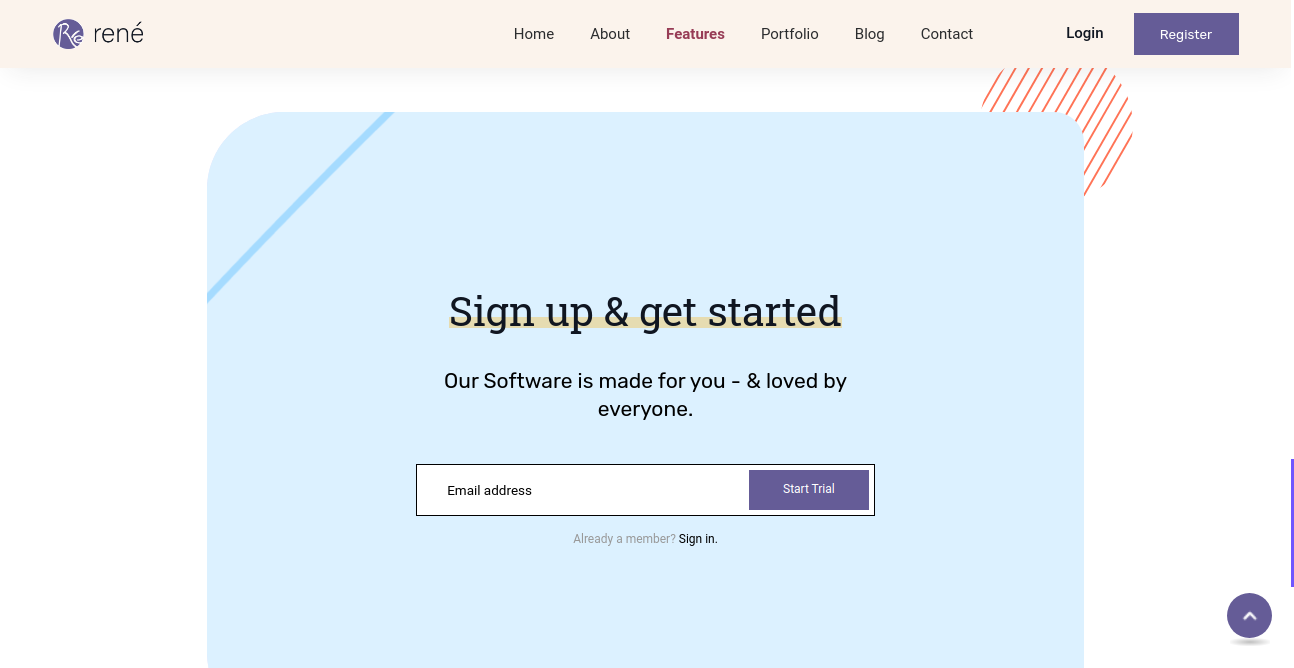 René rené
Home About Features Portfolio Blog Contact Login Register
Sign up & get started
Our Software is made for you - & loved by
everyone.
Email address Start Trial
Already a member? Sign in.